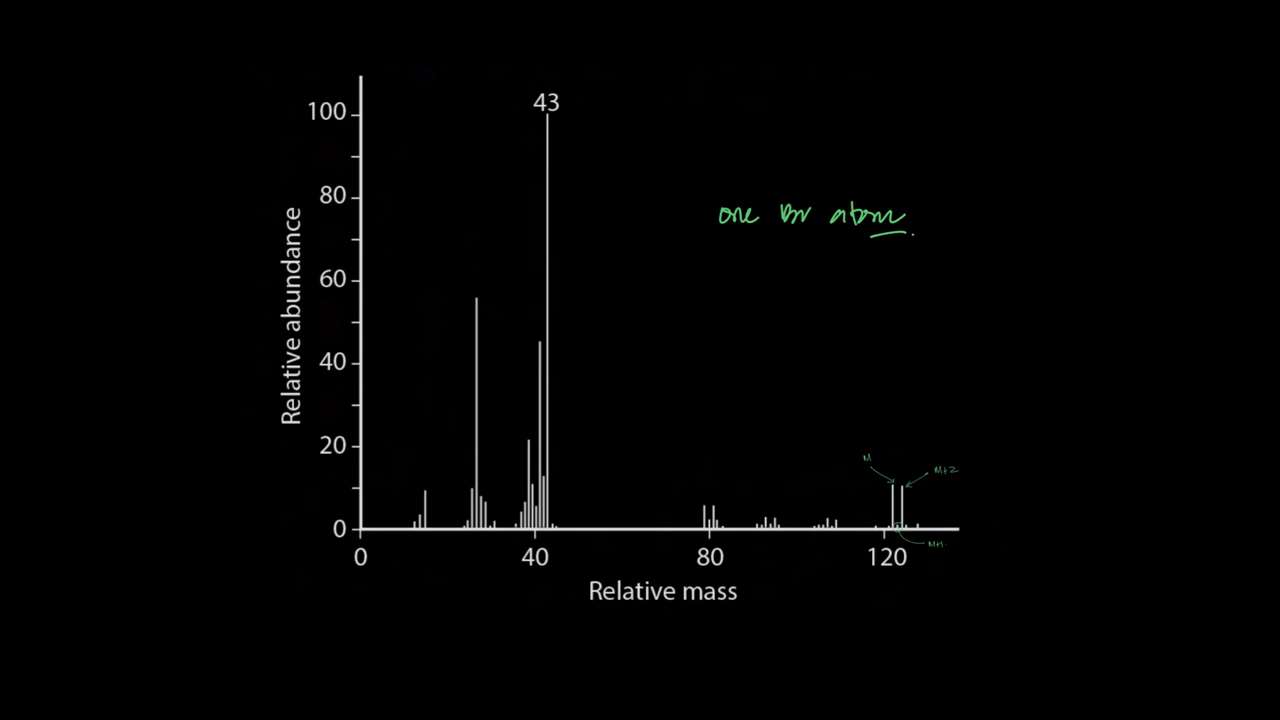 43
100
80
60
40
20
0
Relative abundance
0 40 80 120
Relative mass
one Br atom.
M
M+2
M+1